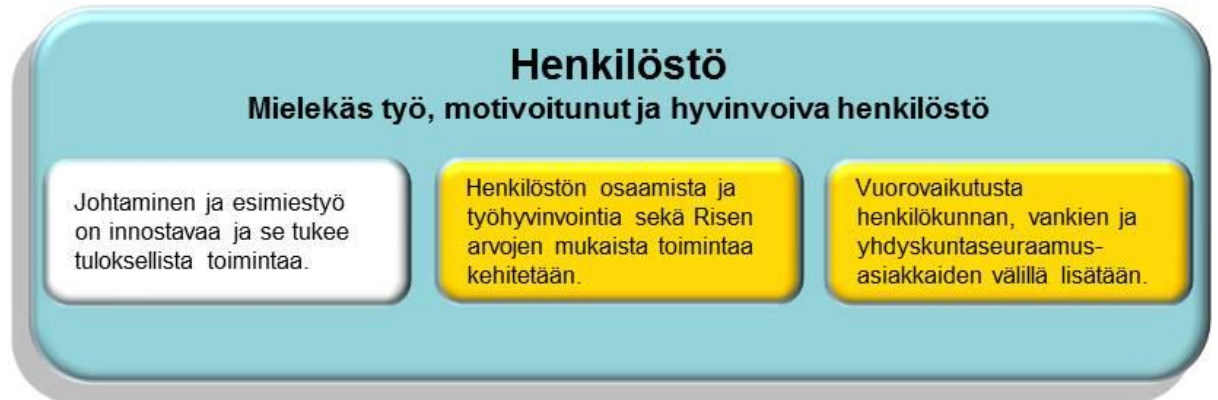 Henkilöstö
Mielekäs työ, motivoitunut ja hyvinvoiva henkilöstö
Johtaminen ja esimiestyö
on innostavaa ja se tukee
tuloksellista toimintaa.
Henkilöstön osaamista ja
työhyvinvointia sekä Risen
arvojen mukaista toimintaa
kehitetään.
Vuorovaikutusta
henkilökunnan, vankien ja
yhdyskuntaseuraamus-
asiakkaiden välillä lisätään.